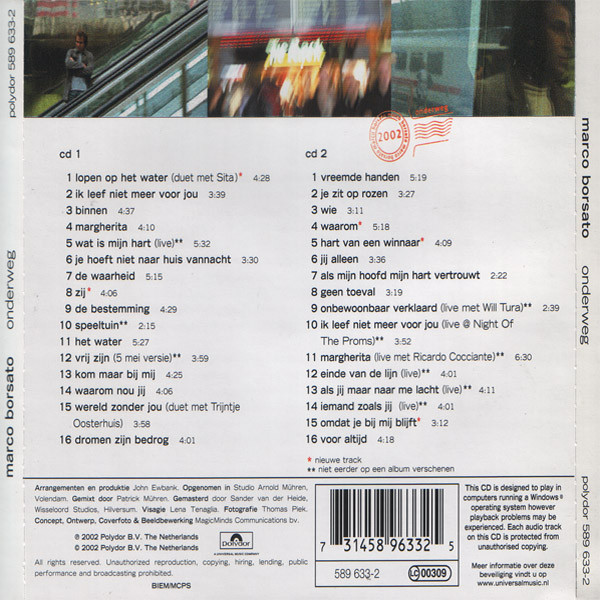 polydor 589 633-2
onderweg
marco borsato
onderweg
2002
cd 1
1 lopen op het water (duet met Sita)* 4:28
2 ik leef niet meer voor jou 3:39
3 binnen 4:37
4 margherita 4:10
5 wat is mijn hart (live)** 5:32
6 je hoeft niet naar huis vannacht 3:30
7 de waarheid 5:15
8 zij* 4:06
9 de bestemming 4:29
10 speeltuin** 2:15
11 het water 5:27
12 vrij zijn (5 mei versie)** 3:59
13 kom maar bij mij 4:25
14 waarom nou jij 4:06
15 wereld zonder jou (duet met Trijntje
Oosterhuis) 3:58
16 dromen zijn bedrog 4:01
cd 2
1 vreemde handen 5:19
2 je zit op rozen 3:27
3 wie 3:11
4 waarom* 5:18
5 hart van een winnaar* 4:09
6 jij alleen 3:36
7 als mijn hoofd mijn hart vertrouwt 2:22
8 geen toeval 3:19
9 onbewoonbaar verklaard (live met Will Tura)** 2:39
10 ik leef niet meer voor jou (live @ Night Of
The Proms)** 3:52
11 margherita (live met Ricardo Cocciante)** 6:30
12 einde van de lijn (live)** 4:01
13 als jij maar naar me lacht (live)** 4:11
14 iemand zoals jij (live)** 4:01
15 omdat je bij mij blijft* 3:12
16 voor altijd 4:18
* nieuwe track
** niet eerder op een album verschenen
Arrangementen en produktie John Ewbank. Opgenomen in Studio Arnold Mühren,
Volendam. Gemixt door Patrick Mühren. Gemasterd door Sander van der Heide,
Wisseloord Studios, Hilversum. Visagie Lena Tenaglia. Fotografie Thomas Piek.
Concept, Ontwerp, Coverfoto & Beeldbewerking MagicMinds Communications bv.
℗ 2002 Polydor B.V. The Netherlands
© 2002 Polydor B.V. The Netherlands
Polydor
A UNIVERSAL MUSIC COMPANY
All rights reserved. Unauthorized reproduction, copying, hiring, lending, public
performance and broadcasting prohibited.
BIEM/MCPS
7 31458 96332 5
589 633-2
LC 00309
This CD is designed to play in
computers running a Windows®
operating system however
playback problems may be
experienced. Each audio track
on this CD is protected from
unauthorised copying.
Meer informatie over deze
beveiliging vindt u op
www.universalmusic.nl
marco borsato
onderweg
polydor 589 633-2